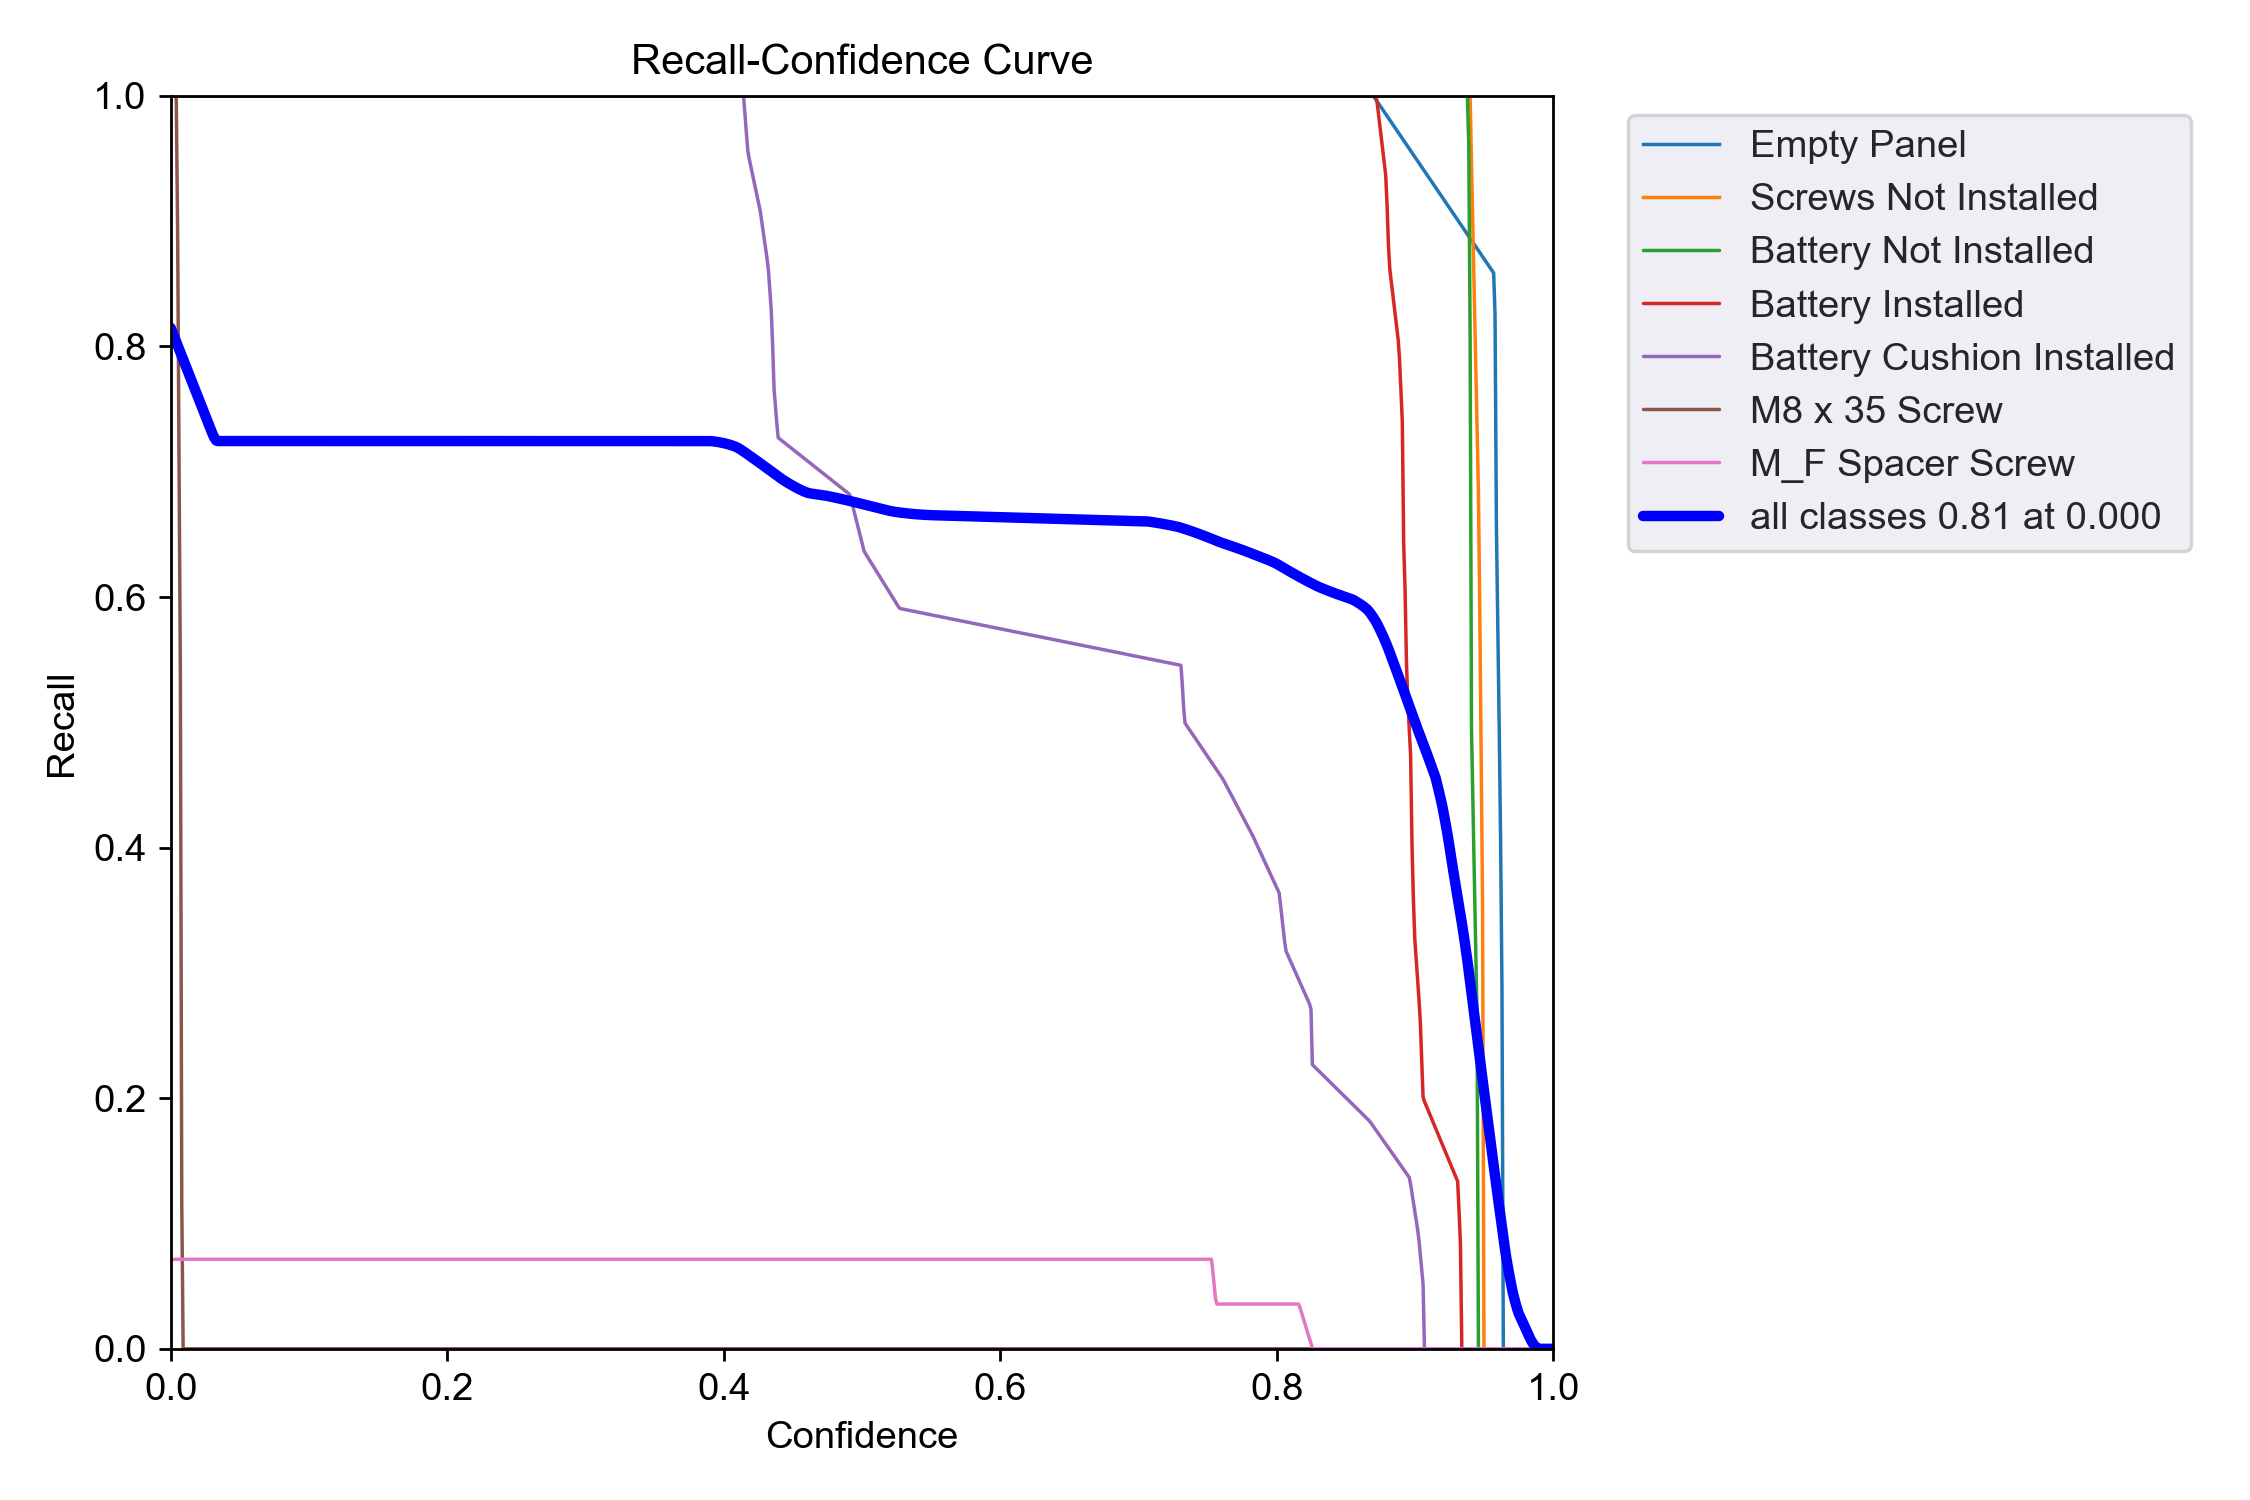 Recall-Confidence Curve
1.0
0.8
0.6
0.4
0.2
0.0
Recall
0.0 0.2 0.4 0.6 0.8 1.0
Confidence
Empty Panel
Screws Not Installed
Battery Not Installed
Battery Installed
Battery Cushion Installed
M8 x 35 Screw
M_F Spacer Screw
all classes 0.81 at 0.000